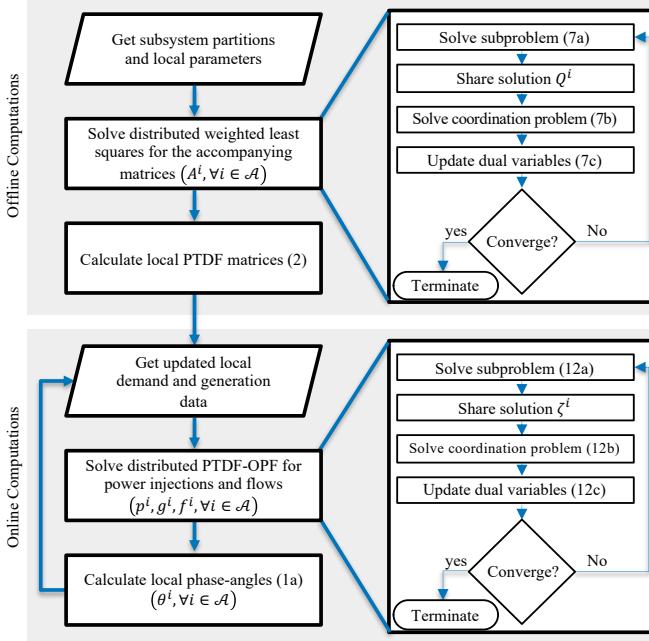 Offline Computations
Get subsystem partitions
and local parameters
Solve distributed weighted least
squares for the accompanying
matrices (A^i, ∀i ∈ 𝒜)
Calculate local PTDF matrices (2)
Solve subproblem (7a)
Share solution Q^i
Solve coordination problem (7b)
Update dual variables (7c)
yes
Converge?
No
Terminate
Online Computations
Get updated local
demand and generation
data
Solve distributed PTDF-OPF for
power injections and flows
(p^i, g^i, f^i, ∀i ∈ 𝒜)
Calculate local phase-angles (1a)
(θ^i, ∀i ∈ 𝒜)
Solve subproblem (12a)
Share solution ζ^i
Solve coordination problem (12b)
Update dual variables (12c)
yes
Converge?
No
Terminate